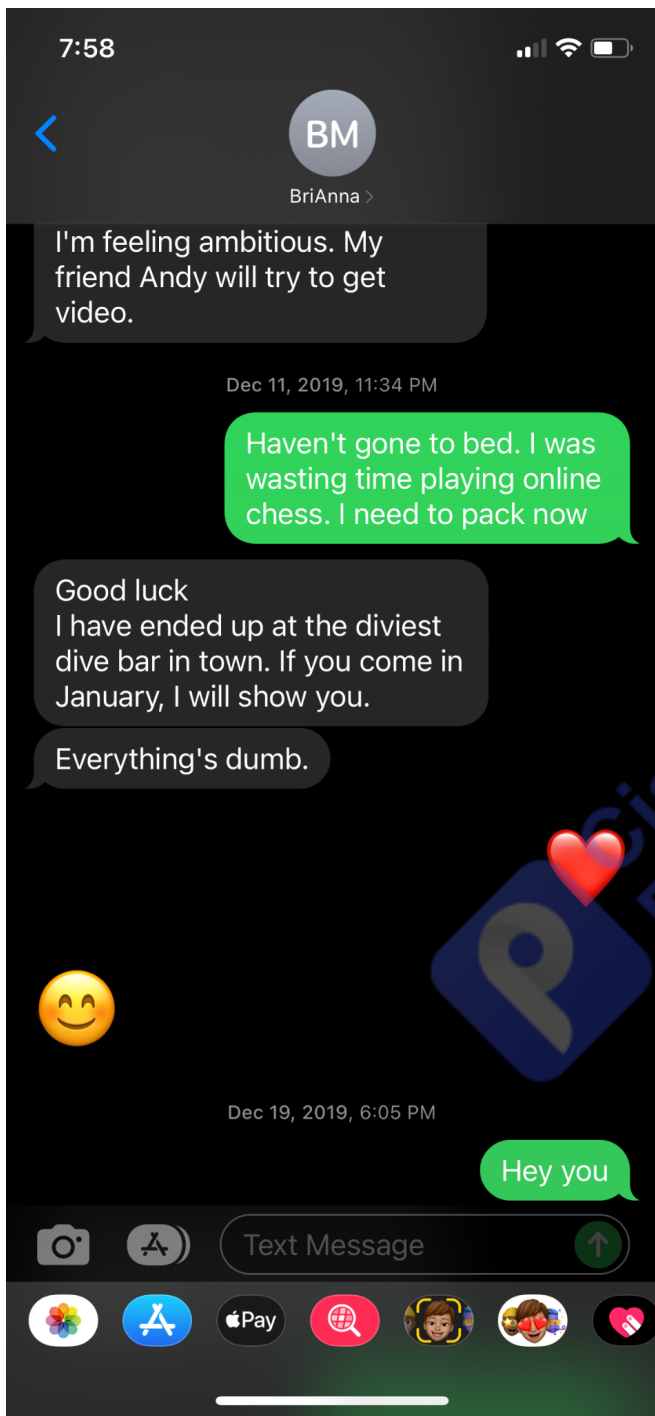 7:58
BM
BriAnna
I'm feeling ambitious. My
friend Andy will try to get
video.
Dec 11, 2019, 11:34 PM
Haven't gone to bed. I was
wasting time playing online
chess. I need to pack now
Good luck
I have ended up at the diviest
dive bar in town. If you come in
January, I will show you.
Everything's dumb.
Dec 19, 2019, 6:05 PM
Hey you
Text Message
Pay